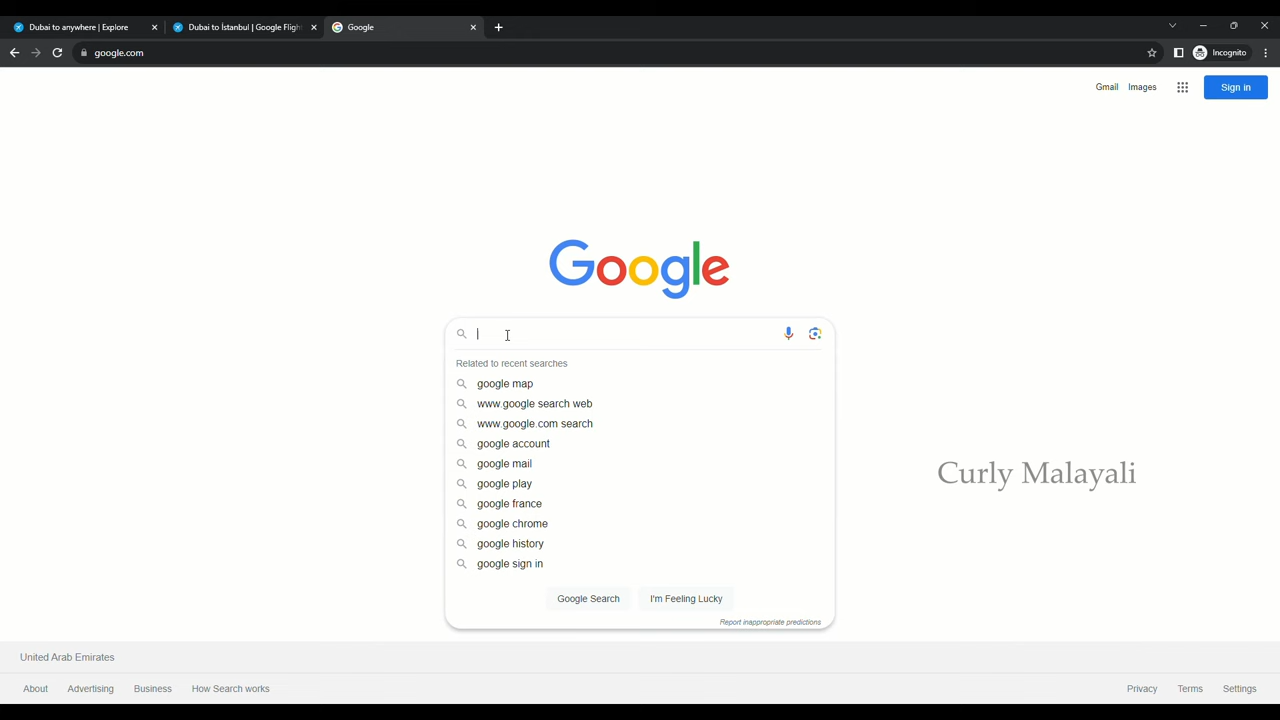 Dubai to anywhere | Explore
Dubai to İstanbul | Google Fligh
Google
google.com
Incognito
Gmail
Images
Sign in
Google
Related to recent searches
google map
www.google search web
www.google.com search
google account
google mail
google play
google france
google chrome
google history
google sign in
Google Search
I'm Feeling Lucky
Report inappropriate predictions
Curly Malayali
United Arab Emirates
About
Advertising
Business
How Search works
Privacy
Terms
Settings